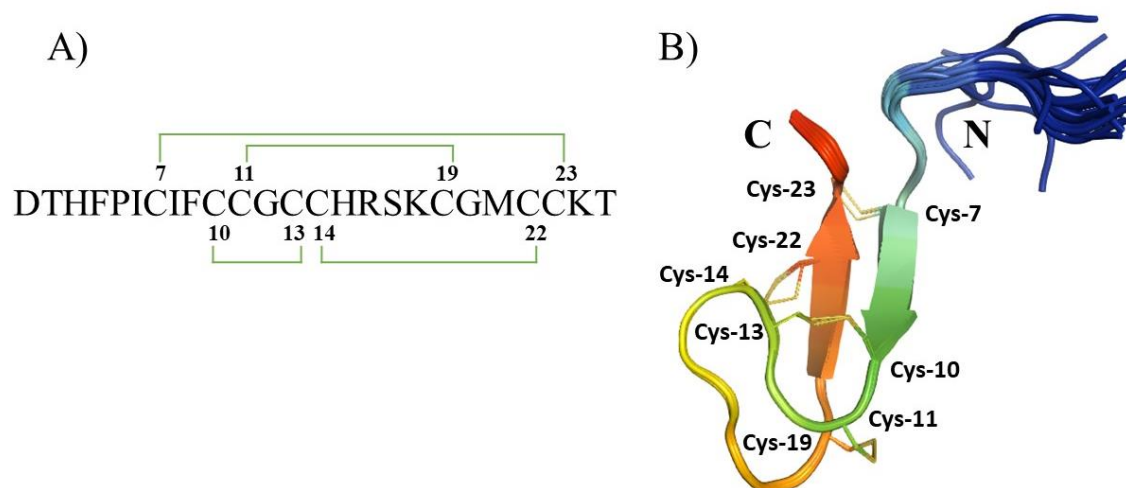 A)
7 23
11 19
DTHFPICIFCCGCCHRSKCGMCCKT
10 13 14 22
B)
C
N
Cys-23
Cys-7
Cys-22
Cys-14
Cys-13
Cys-10
Cys-11
Cys-19